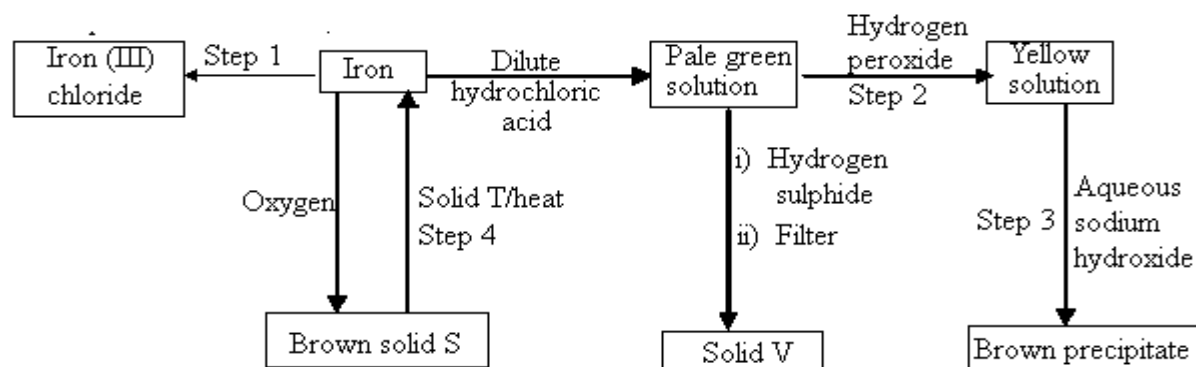 Iron (III)
chloride
Step 1
Iron
Dilute
hydrochloric
acid
Pale green
solution
Hydrogen
peroxide
Step 2
Yellow
solution
Oxygen
Solid T/heat
Step 4
i) Hydrogen
sulphide
ii) Filter
Step 3
Aqueous
sodium
hydroxide
Brown solid S
Solid V
Brown precipitate